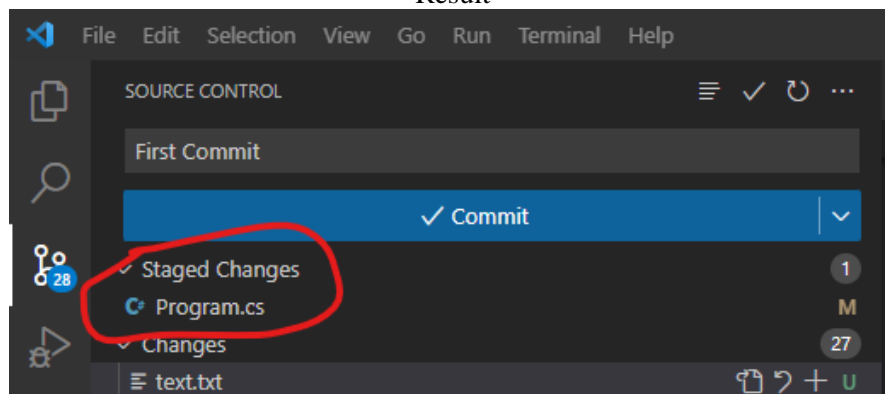 Result
File Edit Selection View Go Run Terminal Help
SOURCE CONTROL
First Commit
Commit
28
Staged Changes 1
C# Program.cs M
Changes 27
text.txt U